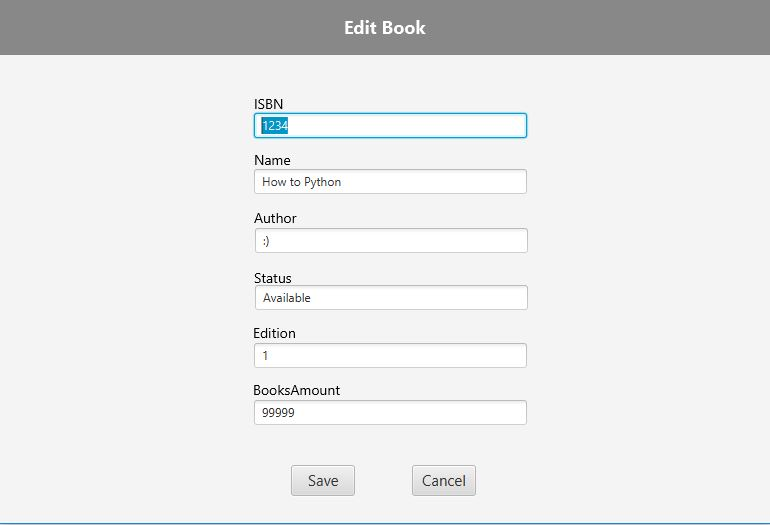 Edit Book
ISBN
1234
Name
How to Python
Author
:)
Status
Available
Edition
1
BooksAmount
99999
Save Cancel